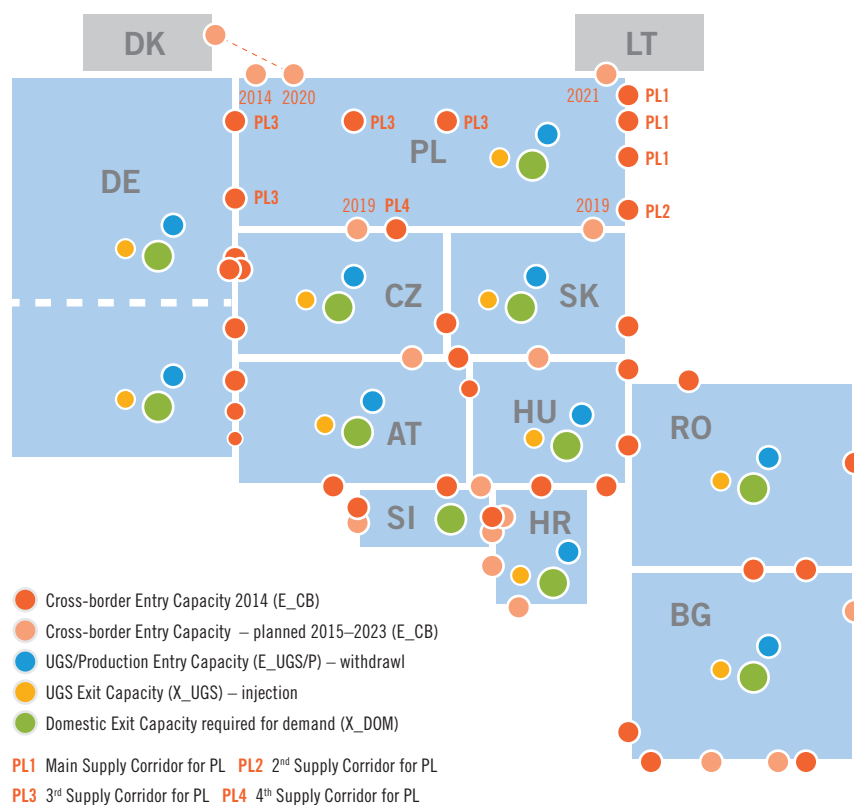 DK
LT
2014
2020
2021
PL1
PL3
PL3
PL3
PL1
PL
PL1
DE
PL3
2019
PL4
2019
PL2
CZ
SK
AT
HU
RO
SI
HR
BG
Cross-border Entry Capacity 2014 (E_CB)
Cross-border Entry Capacity – planned 2015–2023 (E_CB)
UGS/Production Entry Capacity (E_UGS/P) – withdrawl
UGS Exit Capacity (X_UGS) – injection
Domestic Exit Capacity required for demand (X_DOM)
PL1 Main Supply Corridor for PL PL2 2nd Supply Corridor for PL
PL3 3rd Supply Corridor for PL PL4 4th Supply Corridor for PL